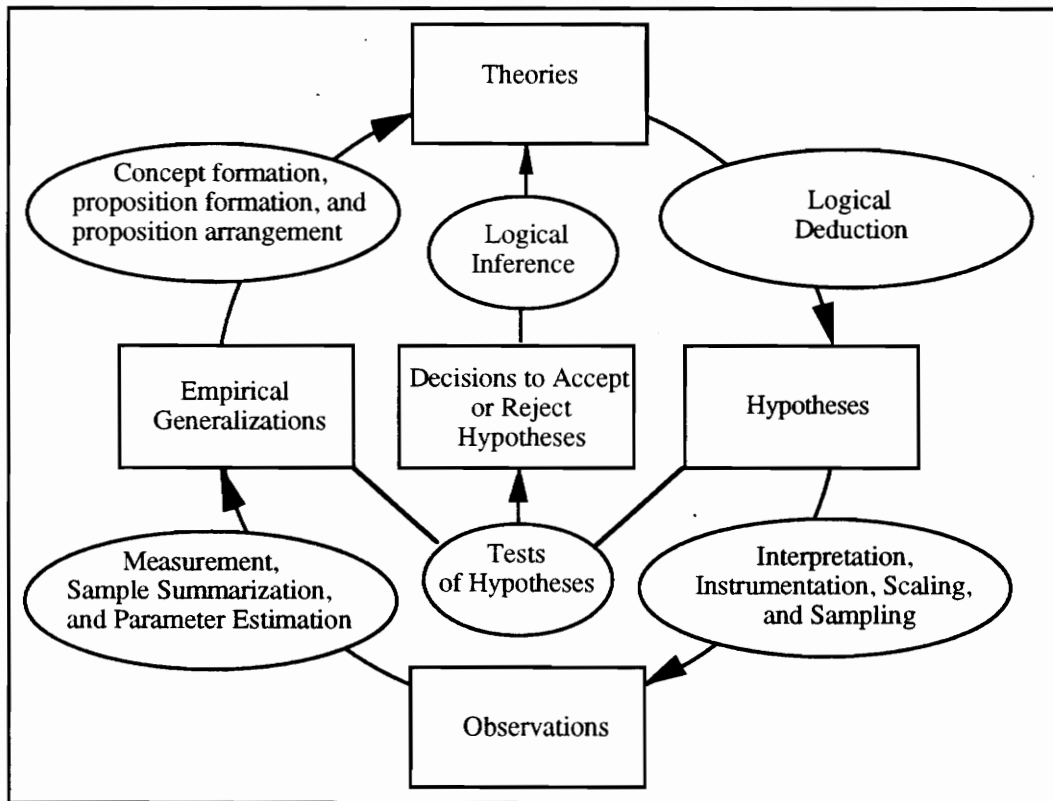 Theories
Concept formation,
proposition formation, and
proposition arrangement
Logical
Inference
Logical
Deduction
Empirical
Generalizations
Decisions to Accept
or Reject
Hypotheses
Hypotheses
Measurement,
Sample Summarization,
and Parameter Estimation
Tests
of Hypotheses
Interpretation,
Instrumentation, Scaling,
and Sampling
Observations